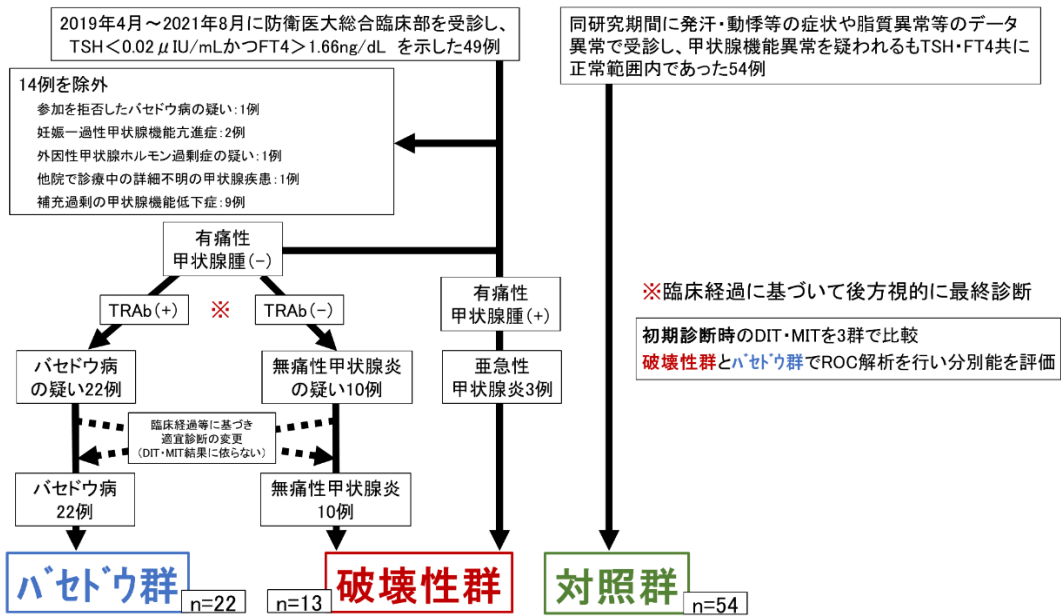 2019年4月～2021年8月に防衛医大総合臨床部を受診し、
TSH＜0.02μIU/mLかつFT4＞1.66ng/dL を示した49例
同研究期間に発汗・動悸等の症状や脂質異常等のデータ
異常で受診し、甲状腺機能異常を疑われるもTSH・FT4共に
正常範囲内であった54例
14例を除外
参加を拒否したバセドウ病の疑い：1例
妊娠一過性甲状腺機能亢進症：2例
外因性甲状腺ホルモン過剰症の疑い：1例
他院で診療中の詳細不明の甲状腺疾患：1例
補充過剰の甲状腺機能低下症：9例
有痛性
甲状腺腫(－)
TRAb(＋)
※
TRAb(－)
有痛性
甲状腺腫(＋)
バセドウ病
の疑い22例
無痛性甲状腺炎
の疑い10例
亜急性
甲状腺炎3例
臨床経過等に基づき
適宜診断の変更
(DIT・MIT結果に依らない)
バセドウ病
22例
無痛性甲状腺炎
10例
※臨床経過に基づいて後方視的に最終診断
初期診断時のDIT・MITを3群で比較
破壊性群とバセドウ群でROC解析を行い分別能を評価
バセドウ群
n=22
n=13
破壊性群
対照群
n=54